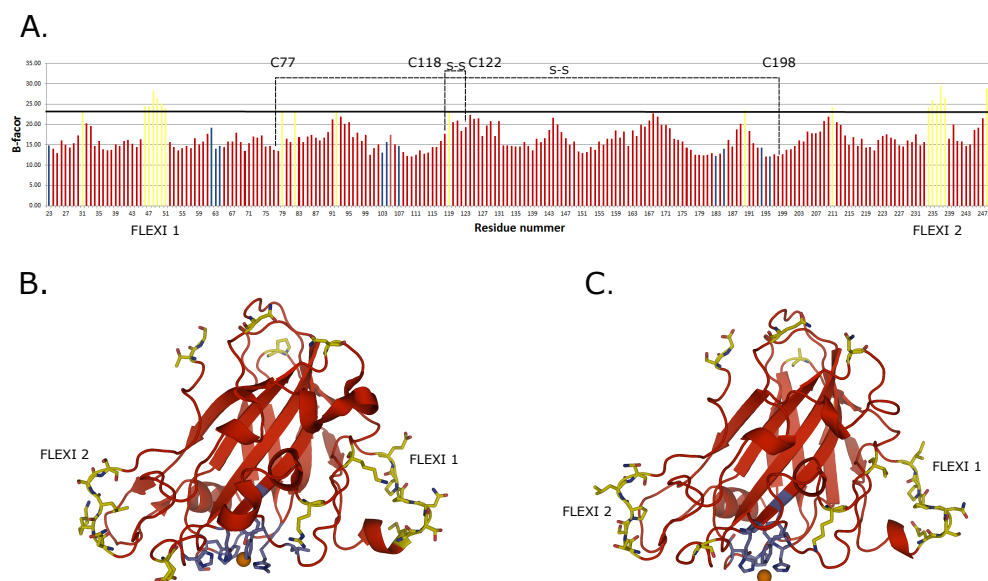 A.
C77 C118 S-S C122 S-S C198
35.00
30.00
25.00
20.00
15.00
10.00
5.00
0.00
B-facor
23 27 31 35 39 43 47 51 55 59 63 67 71 75 79 83 87 91 95 99 103 107 111 115 119 123 127 131 135 139 143 147 151 155 159 163 167 171 175 179 183 187 191 195 199 203 207 211 215 219 223 227 231 235 239 243 247
FLEXI 1 Residue nummer FLEXI 2
B.
C.
FLEXI 2
FLEXI 1
FLEXI 1
FLEXI 2